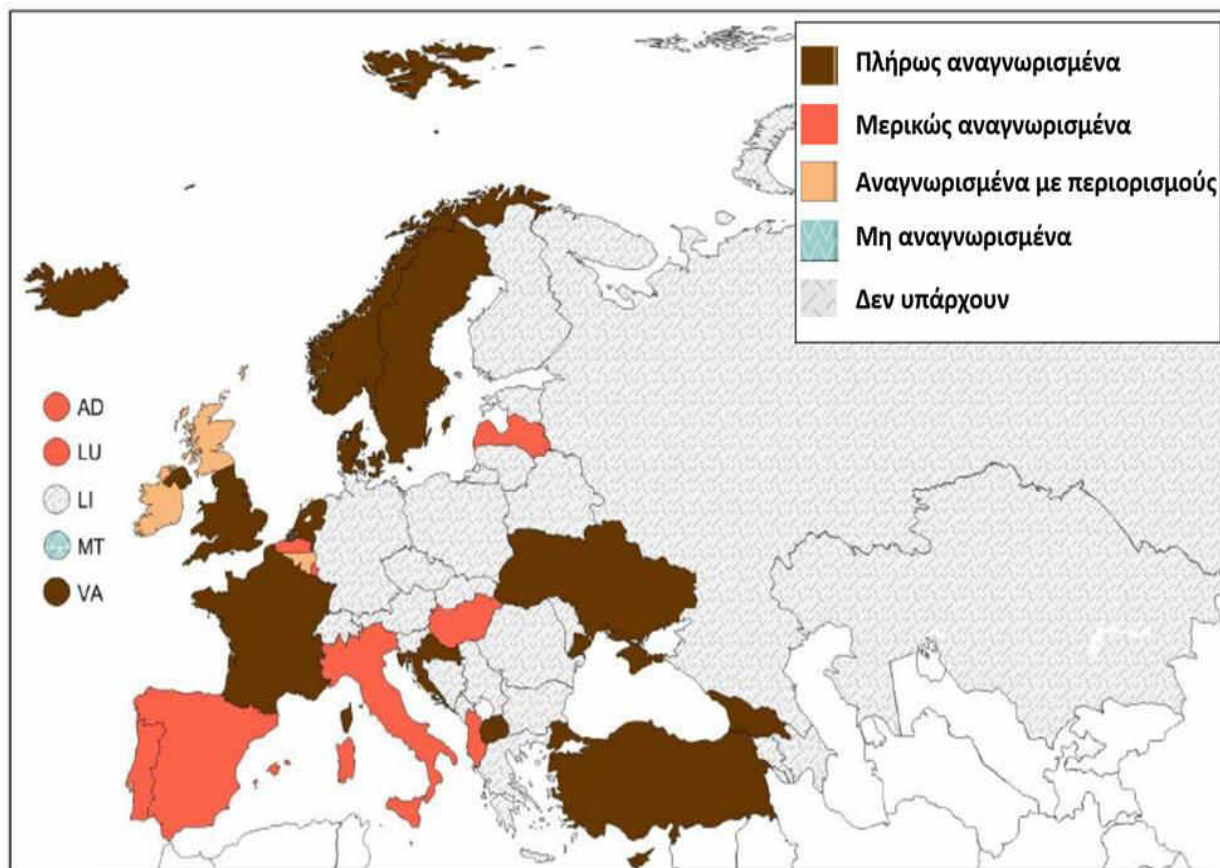 Πλήρως αναγνωρισμένα
Μερικώς αναγνωρισμένα
Αναγνωρισμένα με περιορισμούς
Μη αναγνωρισμένα
Δεν υπάρχουν
AD
LU
LI
MT
VA